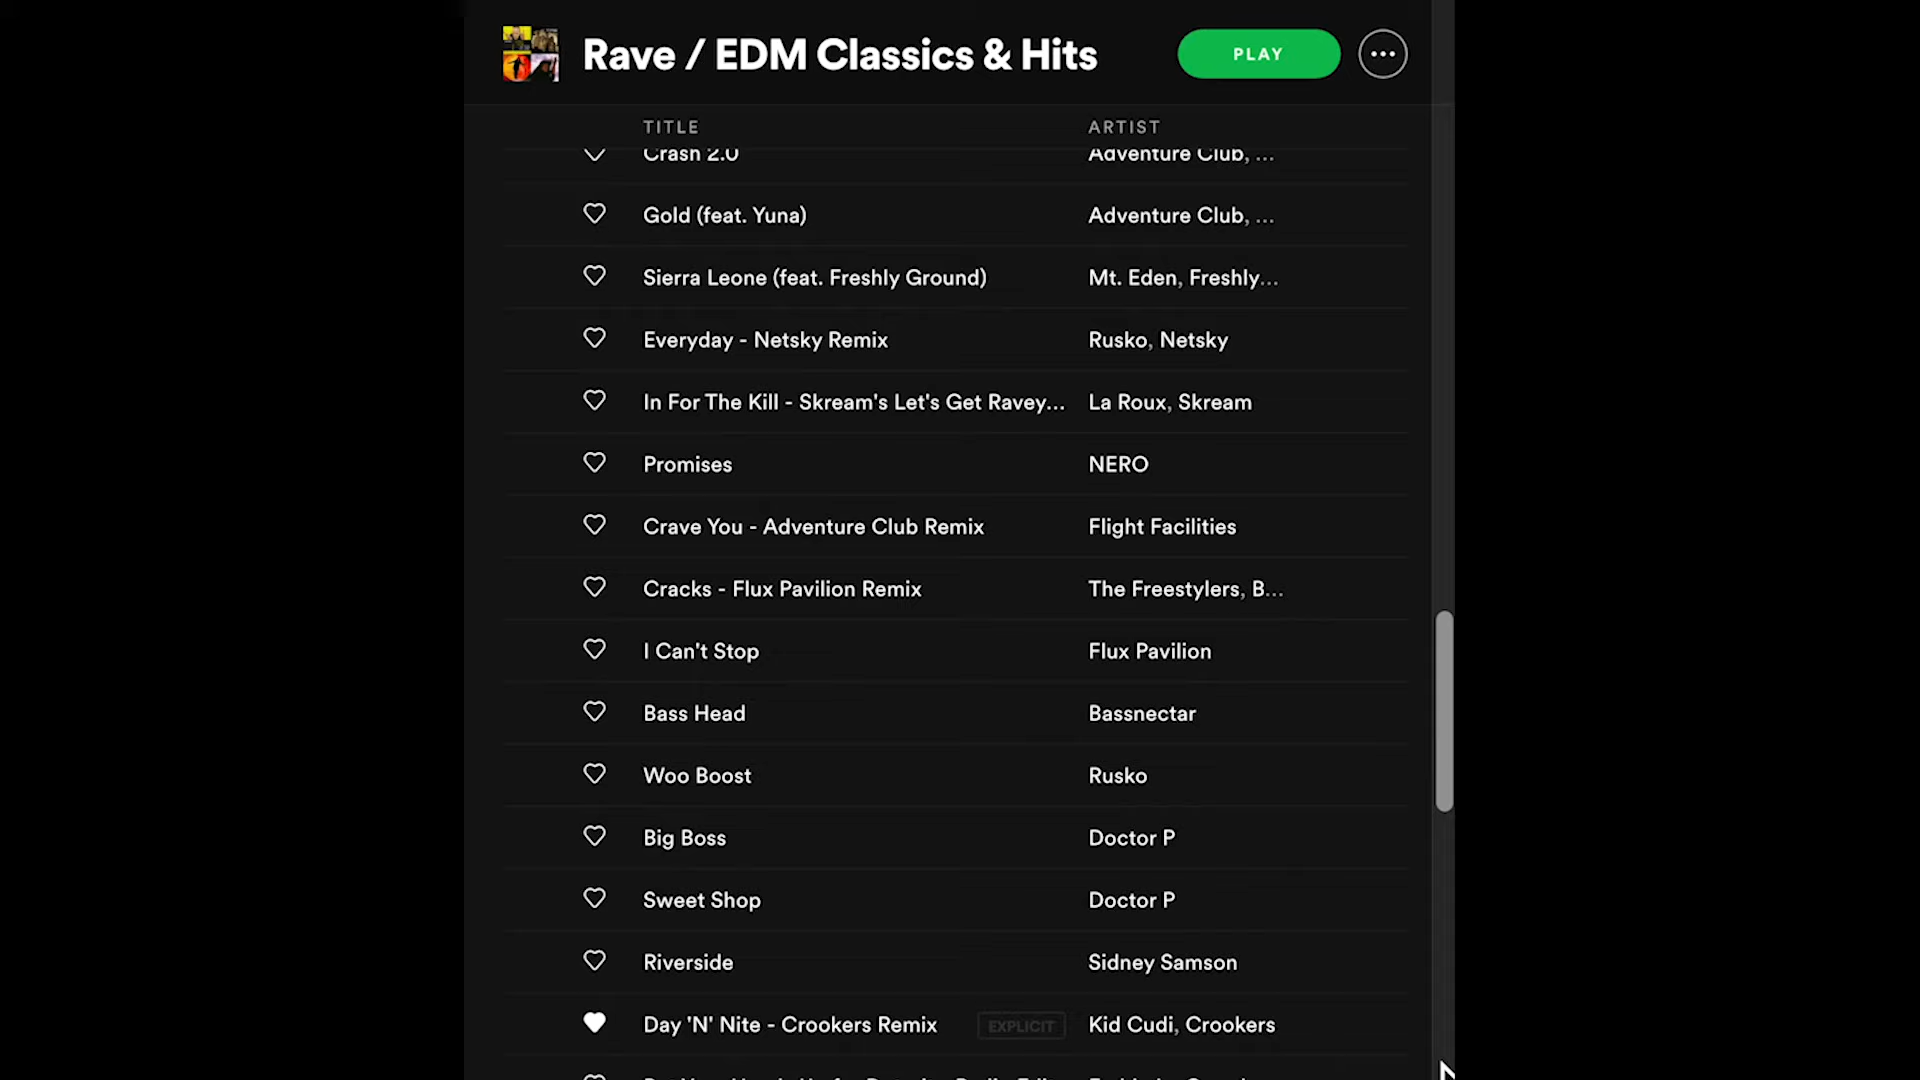 Rave / EDM Classics & Hits
PLAY
TITLE ARTIST
Crash 2.0 Adventure Club, ...
Gold (feat. Yuna) Adventure Club, ...
Sierra Leone (feat. Freshly Ground) Mt. Eden, Freshly...
Everyday - Netsky Remix Rusko, Netsky
In For The Kill - Skream's Let's Get Ravey... La Roux, Skream
Promises NERO
Crave You - Adventure Club Remix Flight Facilities
Cracks - Flux Pavilion Remix The Freestylers, B...
I Can't Stop Flux Pavilion
Bass Head Bassnectar
Woo Boost Rusko
Big Boss Doctor P
Sweet Shop Doctor P
Riverside Sidney Samson
Day 'N' Nite - Crookers Remix EXPLICIT Kid Cudi, Crookers